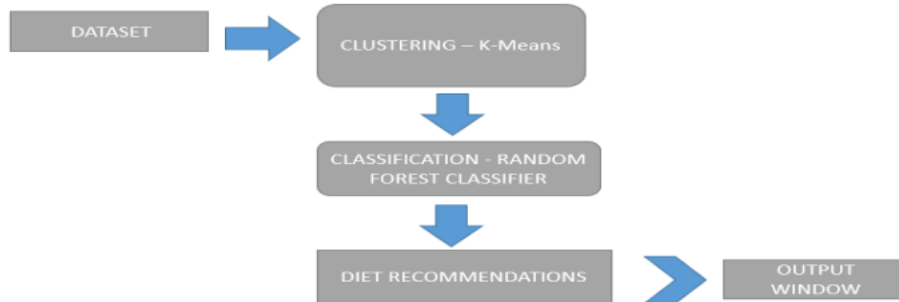 DATASET
CLUSTERING – K-Means
CLASSIFICATION - RANDOM
FOREST CLASSIFIER
DIET RECOMMENDATIONS
OUTPUT
WINDOW